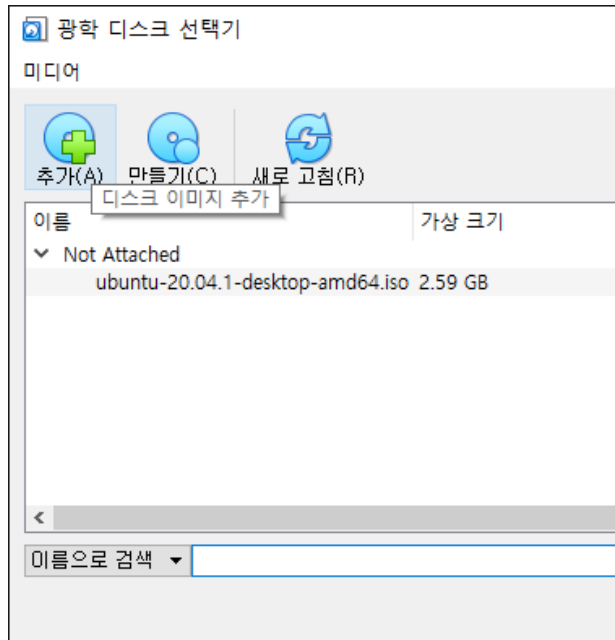 광학 디스크 선택기
미디어
추가(A) 만들기(C) 새로 고침(R)
디스크 이미지 추가
이름 가상 크기
Not Attached
ubuntu-20.04.1-desktop-amd64.iso 2.59 GB
이름으로 검색